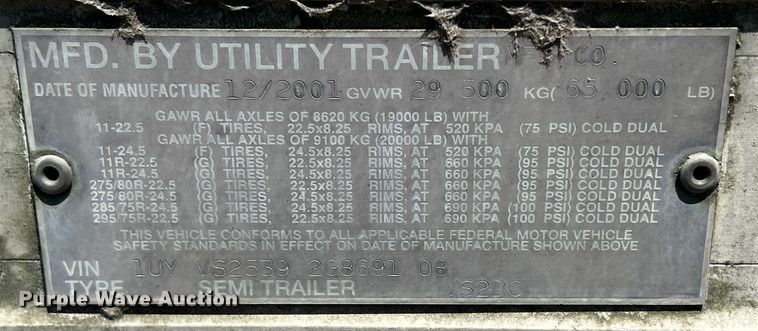 MFD. BY UTILITY TRAILER CO.
DATE OF MANUFACTURE 12/2001 GVWR 29,500 KG( 65,000 LB)
GAWR ALL AXLES OF 8620 KG (19000 LB) WITH
11-22.5 (F) TIRES, 22.5x8.25 RIMS, AT 520 KPA (75 PSI) COLD DUAL
GAWR ALL AXLES OF 9100 KG (20000 LB) WITH
11-24.5 (F) TIRES, 24.5x8.25 RIMS, AT 520 KPA (75 PSI) COLD DUAL
11R-22.5 (G) TIRES, 22.5x8.25 RIMS, AT 660 KPA (95 PSI) COLD DUAL
11R-24.5 (G) TIRES, 24.5x8.25 RIMS, AT 660 KPA (95 PSI) COLD DUAL
275/80R-22.5 (G) TIRES, 22.5x8.25 RIMS, AT 660 KPA (95 PSI) COLD DUAL
275/80R-24.5 (G) TIRES, 24.5x8.25 RIMS, AT 660 KPA (95 PSI) COLD DUAL
285/75R-24.5 (G) TIRES, 24.5x8.25 RIMS, AT 690 KPA (100 PSI) COLD DUAL
295/75R-22.5 (G) TIRES, 22.5x8.25 RIMS, AT 690 KPA (100 PSI) COLD DUAL
THIS VEHICLE CONFORMS TO ALL APPLICABLE FEDERAL MOTOR VEHICLE
SAFETY STANDARDS IN EFFECT ON DATE OF MANUFACTURE SHOWN ABOVE
VIN 1UY VS2539 2G8691 08
TYPE SEMI TRAILER VS2DC
Purple Wave Auction